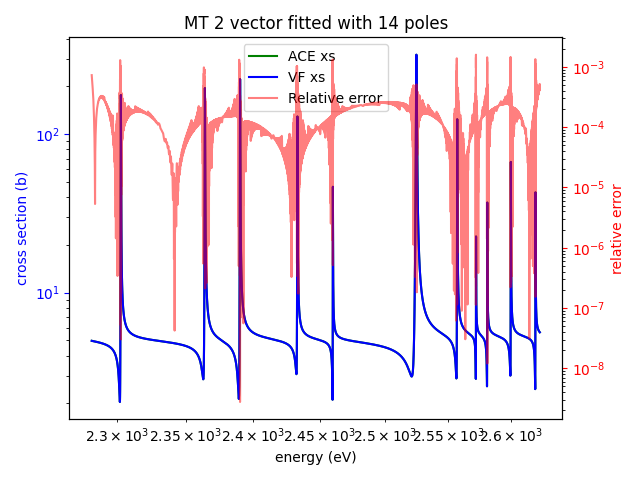 MT 2 vector fitted with 14 poles
ACE xs
VF xs
Relative error
cross section (b)
10²
10¹
relative error
10⁻³
10⁻⁴
10⁻⁵
10⁻⁶
10⁻⁷
10⁻⁸
2.3 × 10³ 2.35 × 10³ 2.4 × 10³ 2.45 × 10³ 2.5 × 10³ 2.55 × 10³ 2.6 × 10³
energy (eV)